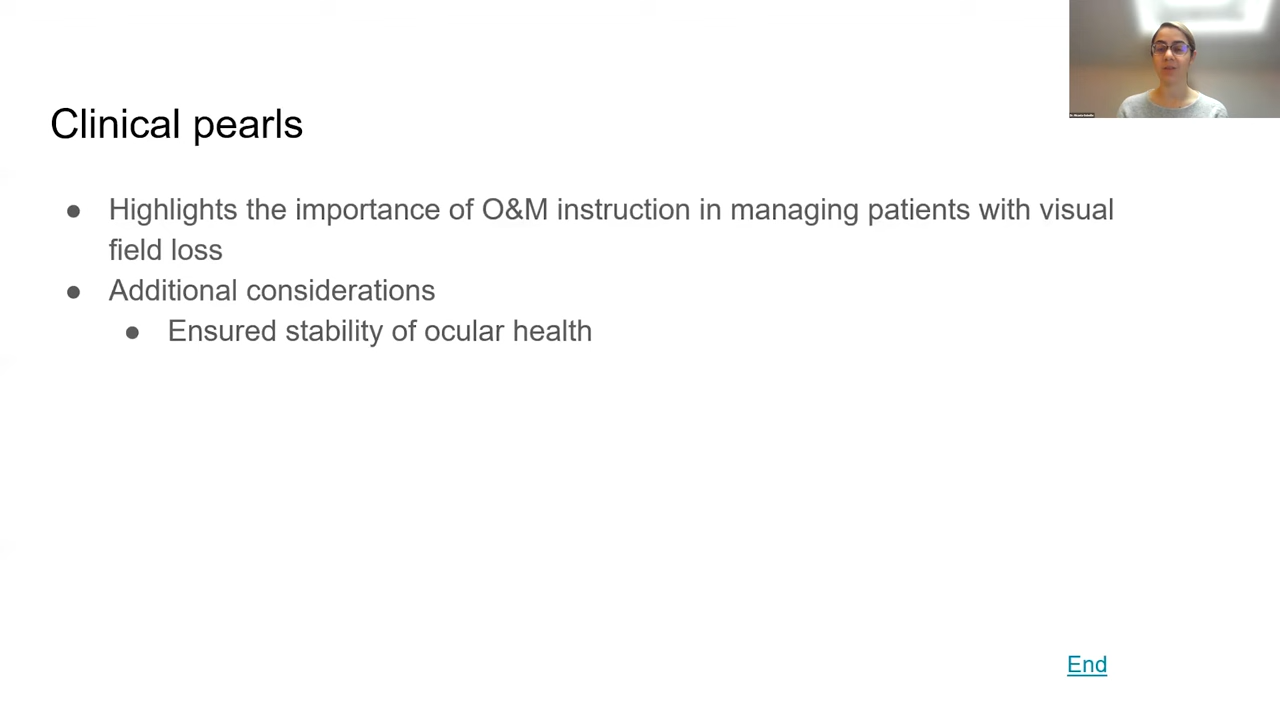 Clinical pearls
● Highlights the importance of O&M instruction in managing patients with visual
field loss
● Additional considerations
● Ensured stability of ocular health
End